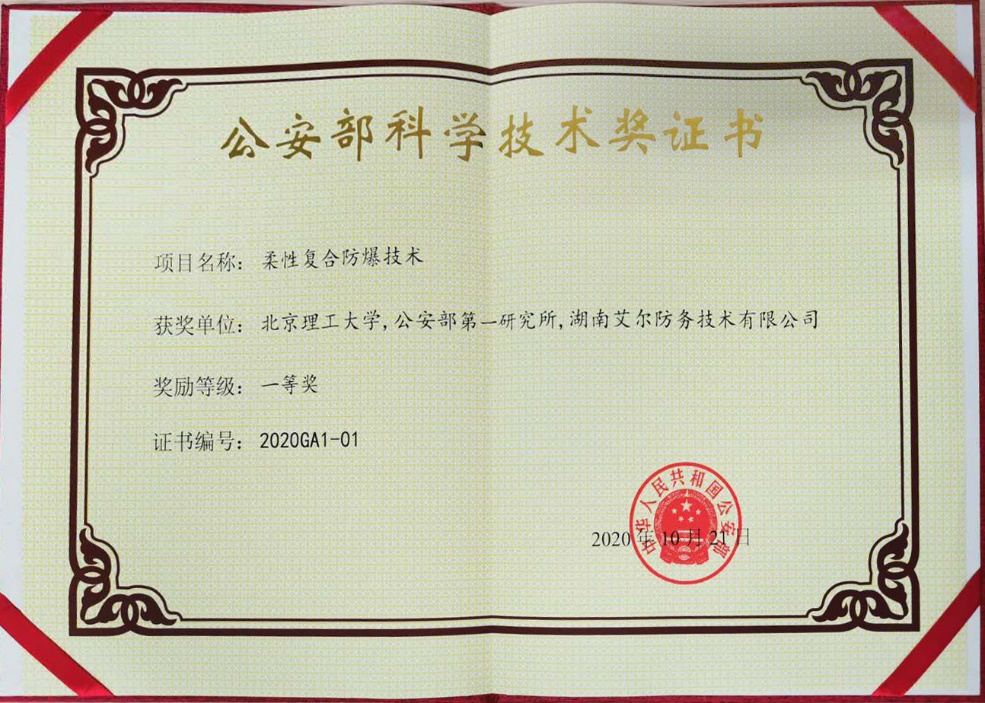 公安部科学技术奖证书
项目名称：柔性复合防爆技术
获奖单位：北京理工大学,公安部第一研究所,湖南艾尔防务技术有限公司
奖励等级：一等奖
证书编号：2020GA1-01
中华人民共和国公安部
2020年10月21日